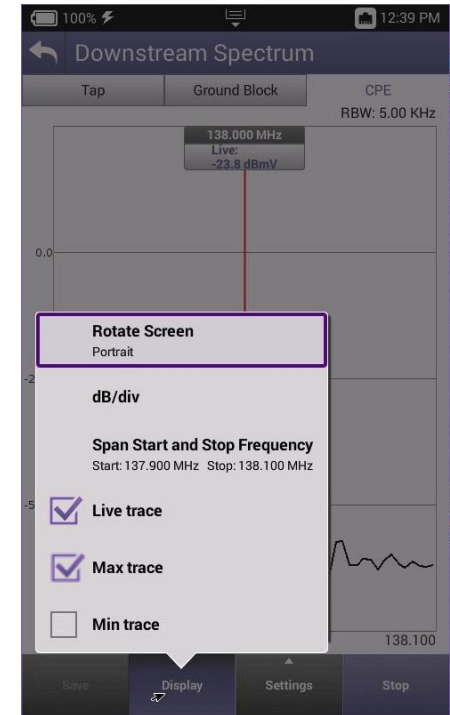 100%
12:39 PM
Downstream Spectrum
Tap
Ground Block
CPE
RBW: 5.00 KHz
138.000 MHz
Live:
-23.8 dBmV
0.0
Rotate Screen
Portrait
-2
dB/div
Span Start and Stop Frequency
Start: 137.900 MHz Stop: 138.100 MHz
-5
Live trace
Max trace
Min trace
138.100
Save
Display
Settings
Stop